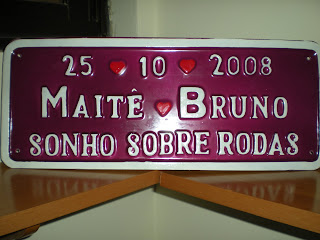 25 ♥ 10 ♥ 2008
MAITÊ ♥ BRUNO
SONHO SOBRE RODAS